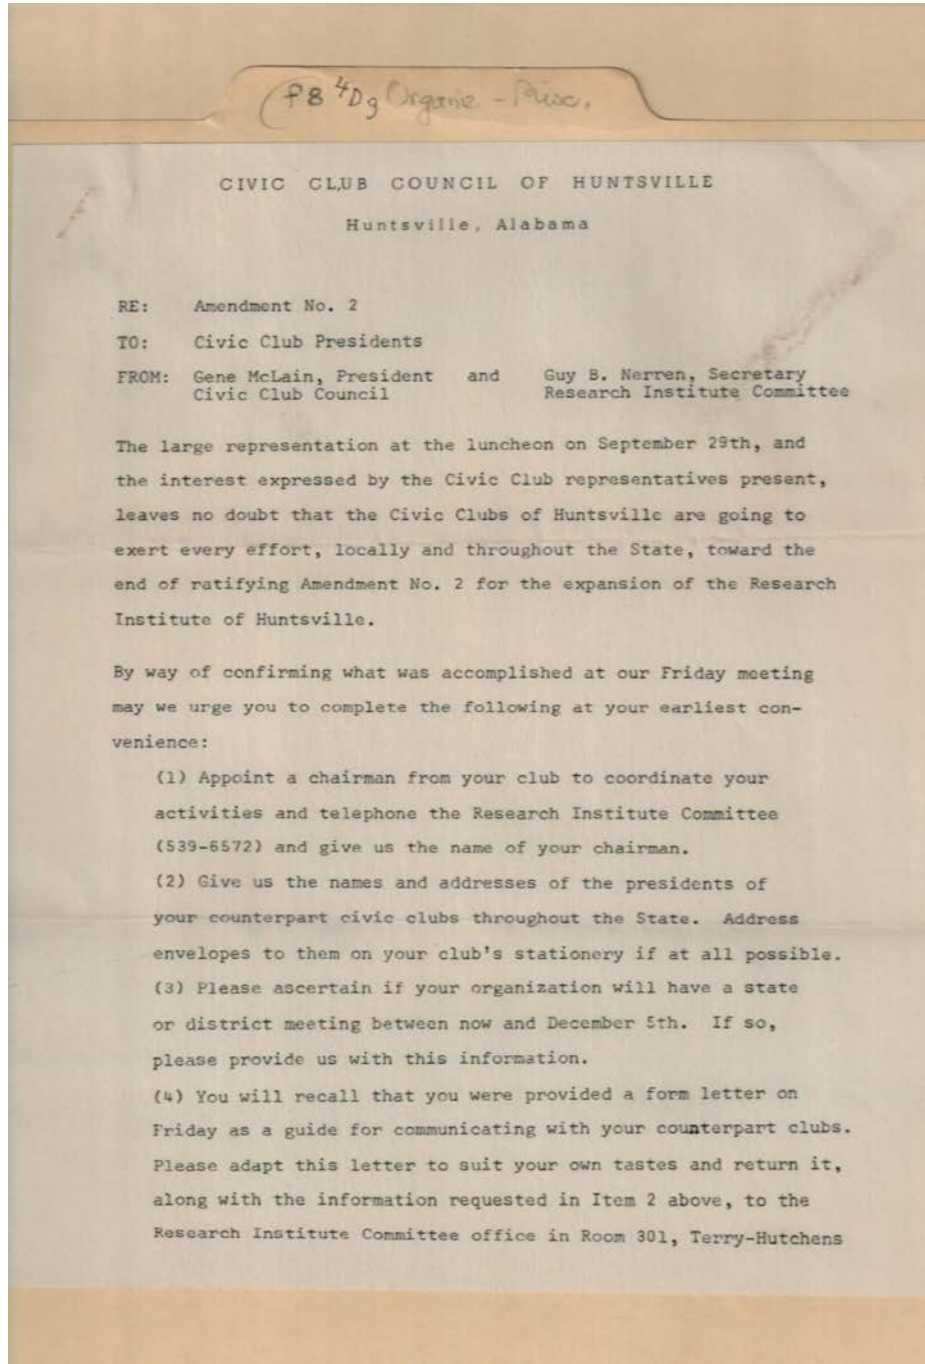 f8 4Dg Organiz - Misc.
CIVIC CLUB COUNCIL OF HUNTSVILLE
Huntsville, Alabama
RE: Amendment No. 2
TO: Civic Club Presidents
FROM: Gene McLain, President and Guy B. Nerren, Secretary
Civic Club Council Research Institute Committee
The large representation at the luncheon on September 29th, and
the interest expressed by the Civic Club representatives present,
leaves no doubt that the Civic Clubs of Huntsville are going to
exert every effort, locally and throughout the State, toward the
end of ratifying Amendment No. 2 for the expansion of the Research
Institute of Huntsville.
By way of confirming what was accomplished at our Friday meeting
may we urge you to complete the following at your earliest con-
venience:
(1) Appoint a chairman from your club to coordinate your
activities and telephone the Research Institute Committee
(539-6572) and give us the name of your chairman.
(2) Give us the names and addresses of the presidents of
your counterpart civic clubs throughout the State. Address
envelopes to them on your club's stationery if at all possible.
(3) Please ascertain if your organization will have a state
or district meeting between now and December 5th. If so,
please provide us with this information.
(4) You will recall that you were provided a form letter on
Friday as a guide for communicating with your counterpart clubs.
Please adapt this letter to suit your own tastes and return it,
along with the information requested in Item 2 above, to the
Research Institute Committee office in Room 301, Terry-Hutchens